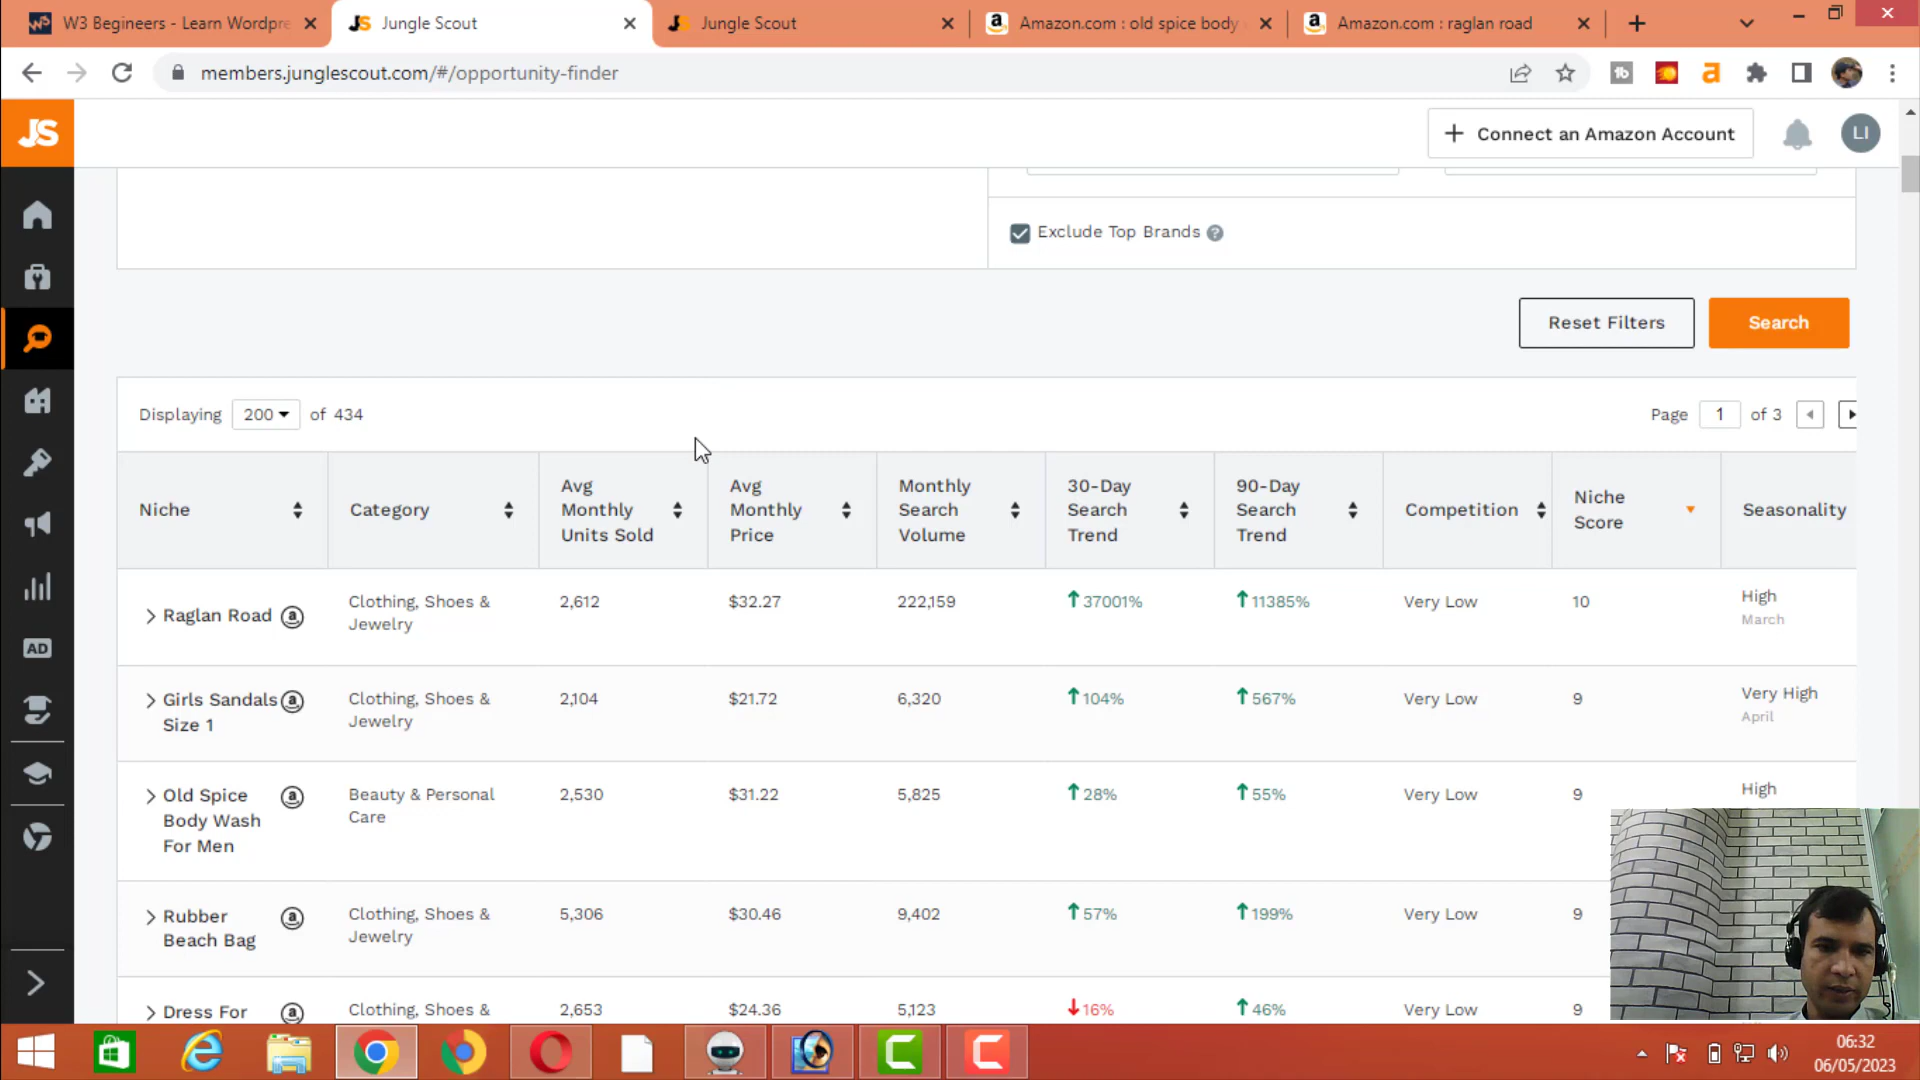 W3 Begineers - Learn Wordpre
Jungle Scout
Jungle Scout
Amazon.com : old spice body
Amazon.com : raglan road
members.junglescout.com/#/opportunity-finder
JS
Connect an Amazon Account
LI
Exclude Top Brands
Reset Filters
Search
Displaying 200 of 434
Page 1 of 3
Niche
Category
Avg
Monthly
Units Sold
Avg
Monthly
Price
Monthly
Search
Volume
30-Day
Search
Trend
90-Day
Search
Trend
Competition
Niche
Score
Seasonality
Raglan Road
Clothing, Shoes &
Jewelry
2,612
$32.27
222,159
37001%
11385%
Very Low
10
High
March
Girls Sandals
Size 1
Clothing, Shoes &
Jewelry
2,104
$21.72
6,320
104%
567%
Very Low
9
Very High
April
Old Spice
Body Wash
For Men
Beauty & Personal
Care
2,530
$31.22
5,825
28%
55%
Very Low
9
High
Rubber
Beach Bag
Clothing, Shoes &
Jewelry
5,306
$30.46
9,402
57%
199%
Very Low
9
Dress For
Clothing, Shoes &
2,653
$24.36
5,123
16%
46%
Very Low
9
AD
06:32
06/05/2023